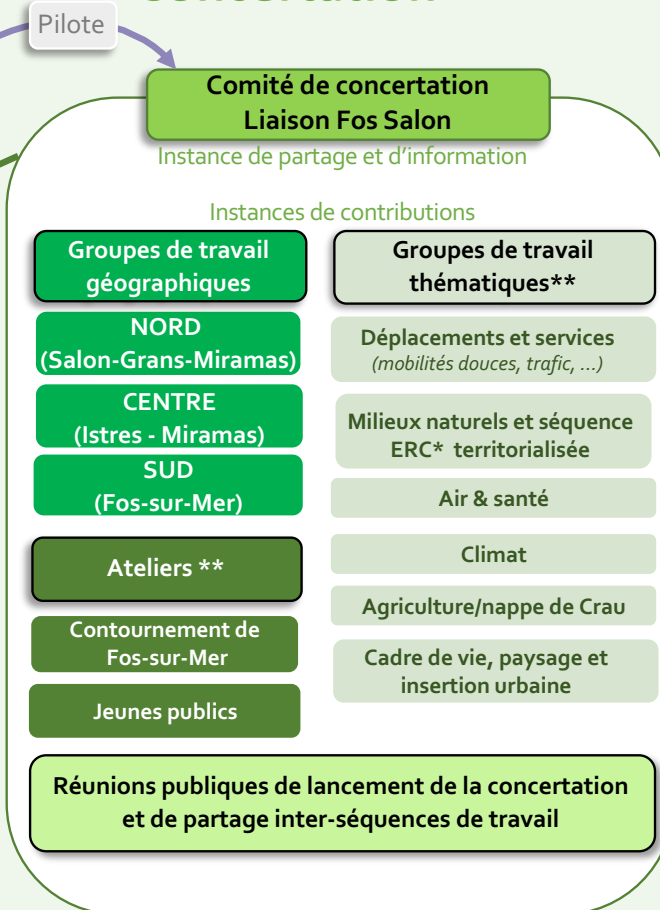 Pilote
Comité de concertation
Liaison Fos Salon
Instance de partage et d'information
Instances de contributions
Groupes de travail
géographiques
NORD
(Salon-Grans-Miramas)
CENTRE
(Istres - Miramas)
SUD
(Fos-sur-Mer)
Ateliers **
Contournement de
Fos-sur-Mer
Jeunes publics
Groupes de travail
thématiques**
Déplacements et services
(mobilités douces, trafic, ...)
Milieux naturels et séquence
ERC* territorialisée
Air & santé
Climat
Agriculture/nappe de Crau
Cadre de vie, paysage et
insertion urbaine
Réunions publiques de lancement de la concertation
et de partage inter-séquences de travail